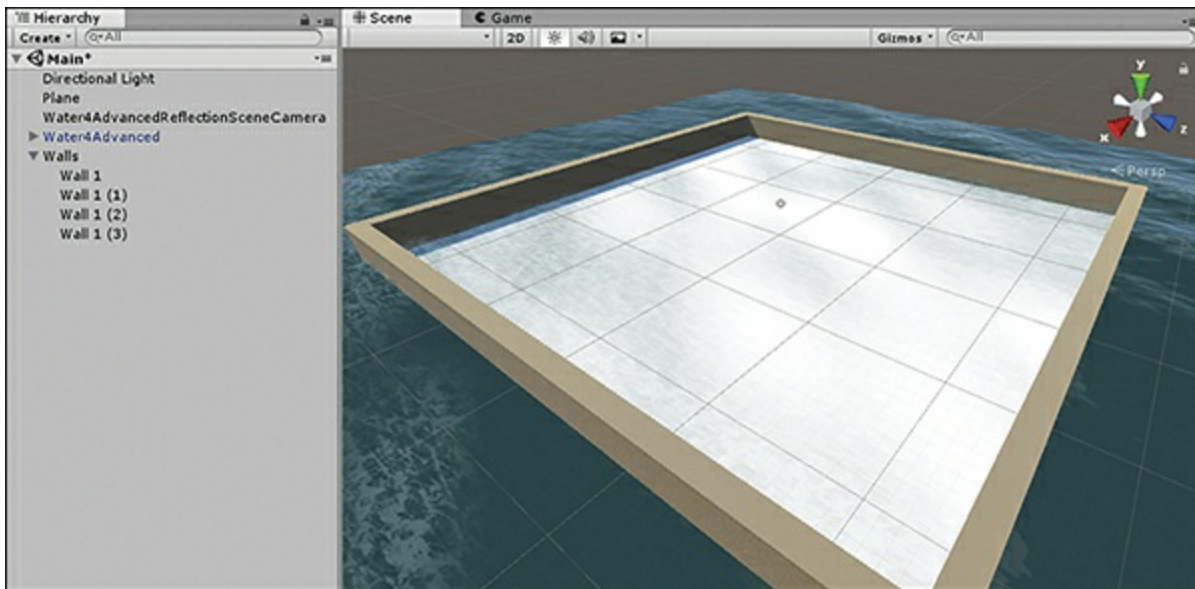 Hierarchy
Create
All
Main*
Directional Light
Plane
Water4AdvancedReflectionSceneCamera
Water4Advanced
Walls
Wall 1
Wall 1 (1)
Wall 1 (2)
Wall 1 (3)
Scene
Game
2D
Gizmos
All
y
x
z
Persp